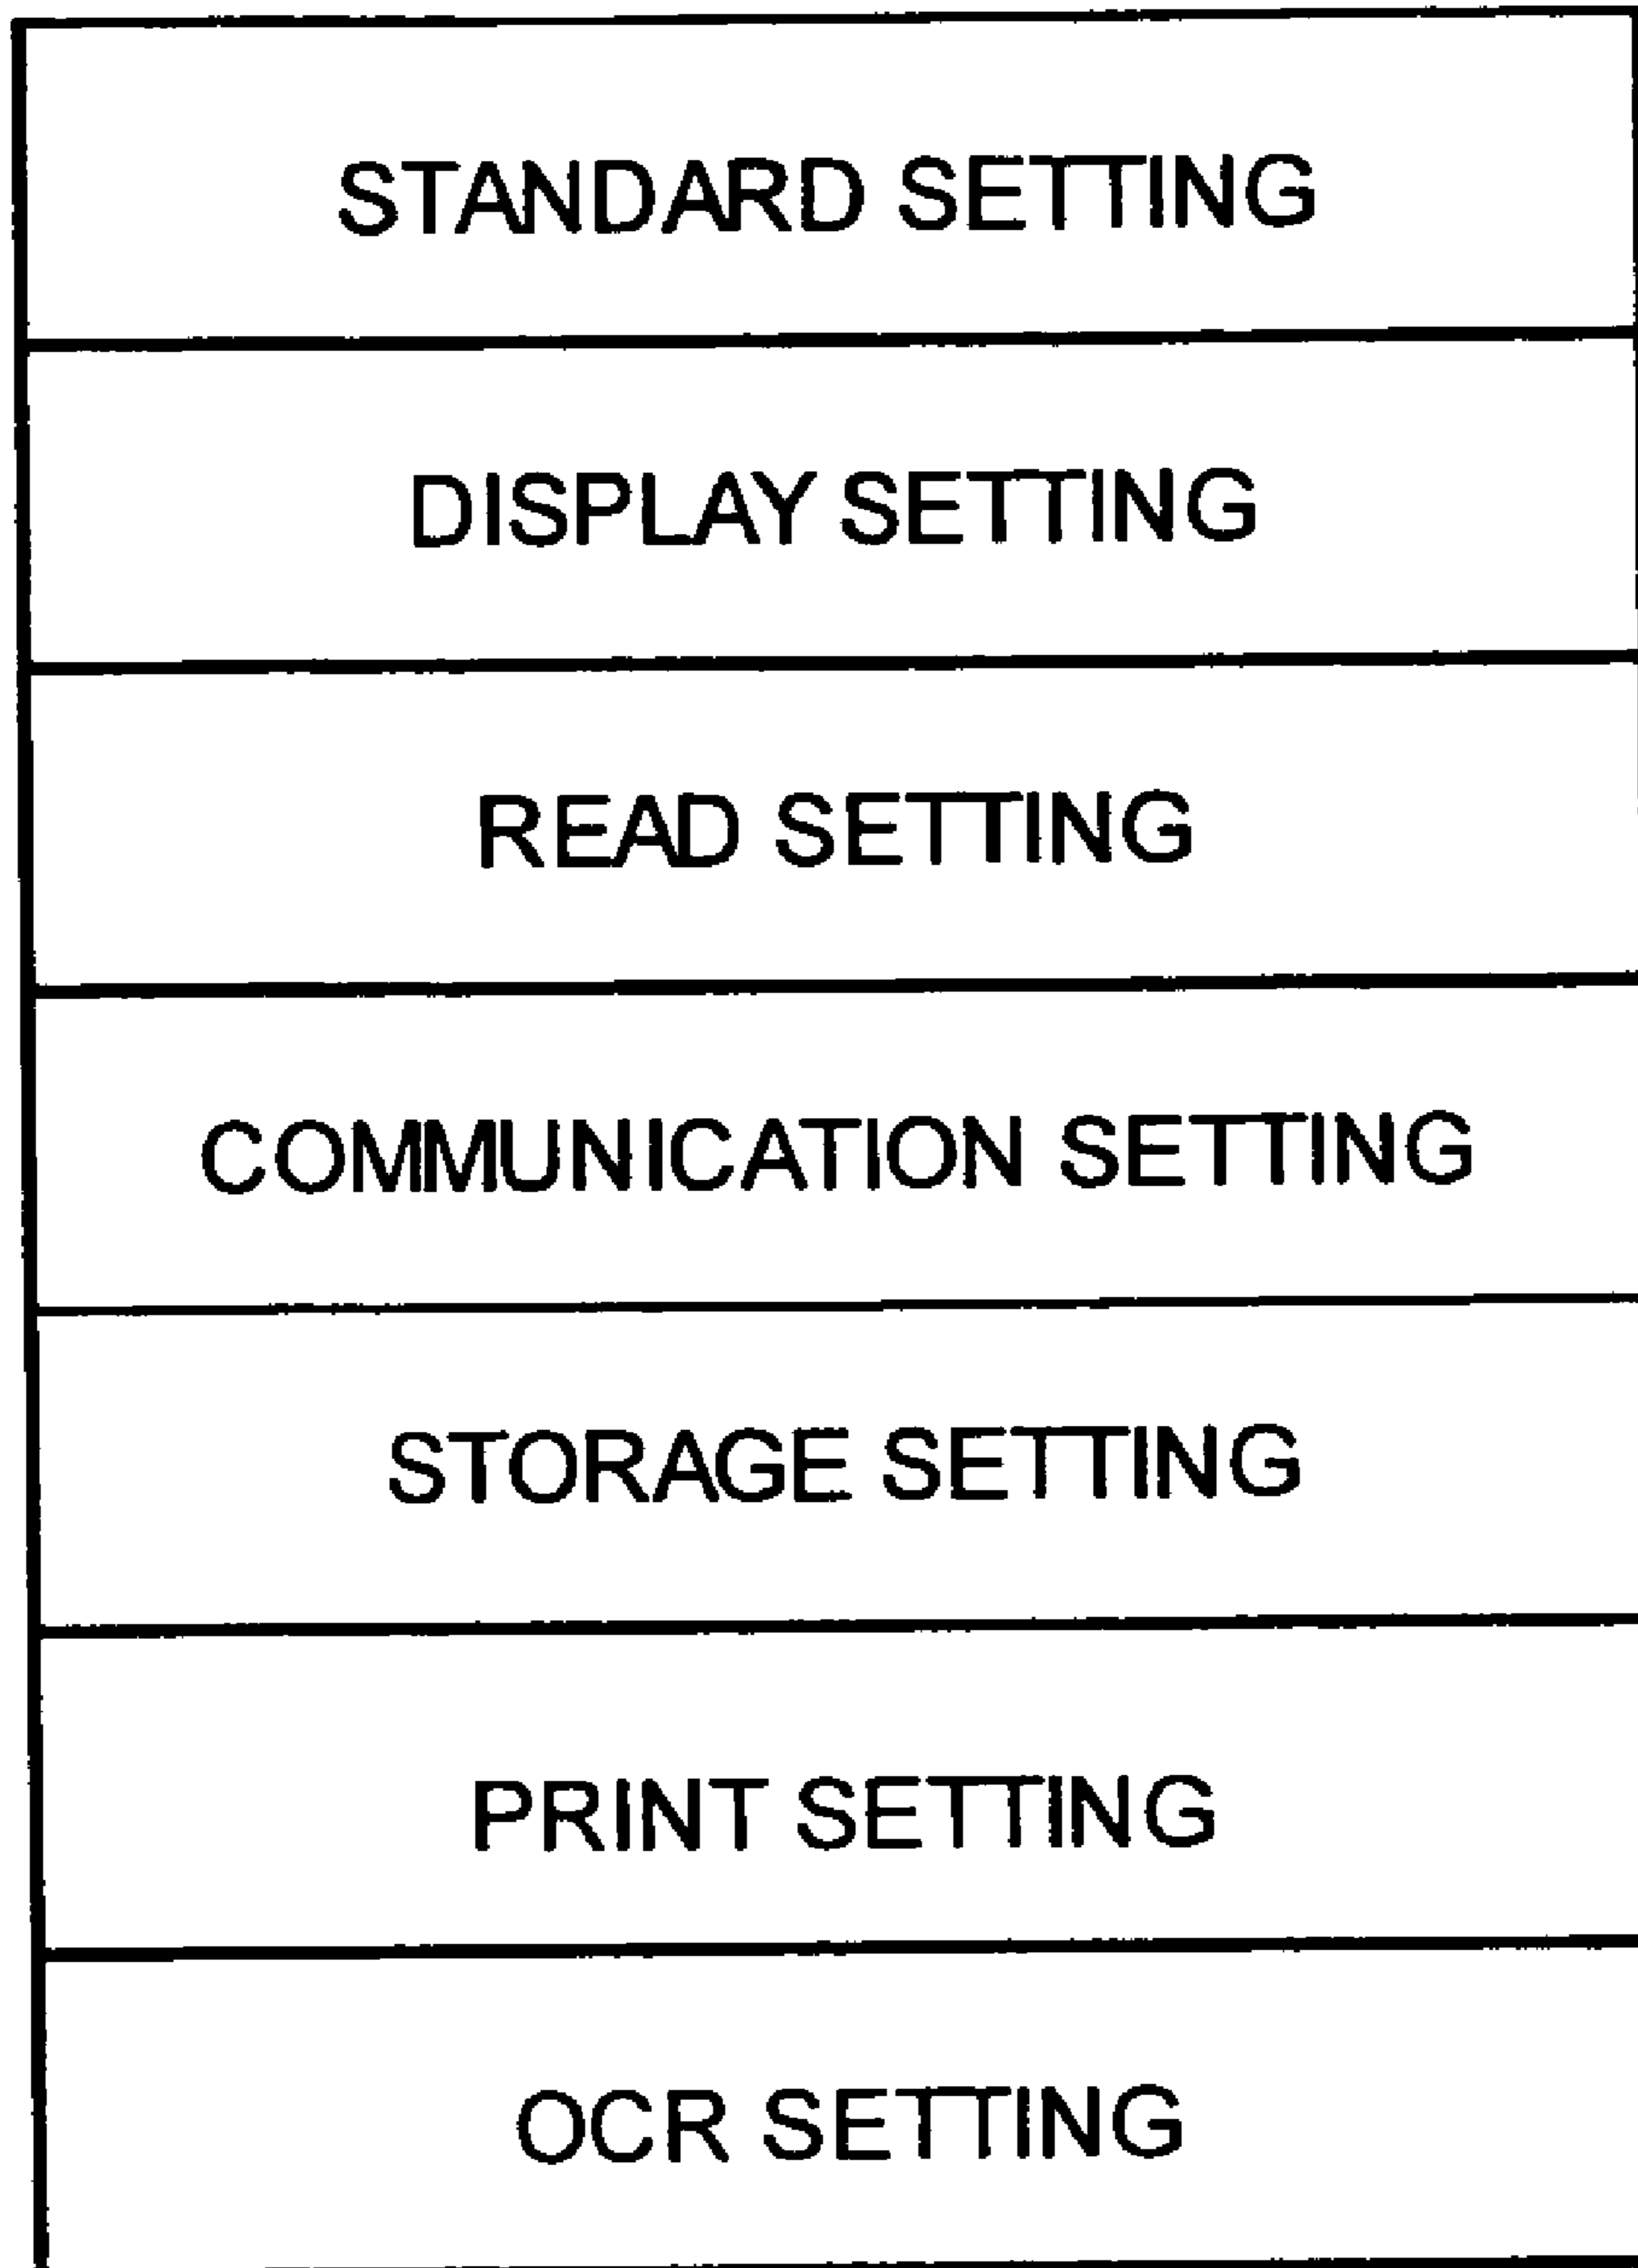 STANDARD SETTING
DISPLAY SETTING
READ SETTING
COMMUNICATION SETTING
STORAGE SETTING
PRINT SETTING
OCR SETTING